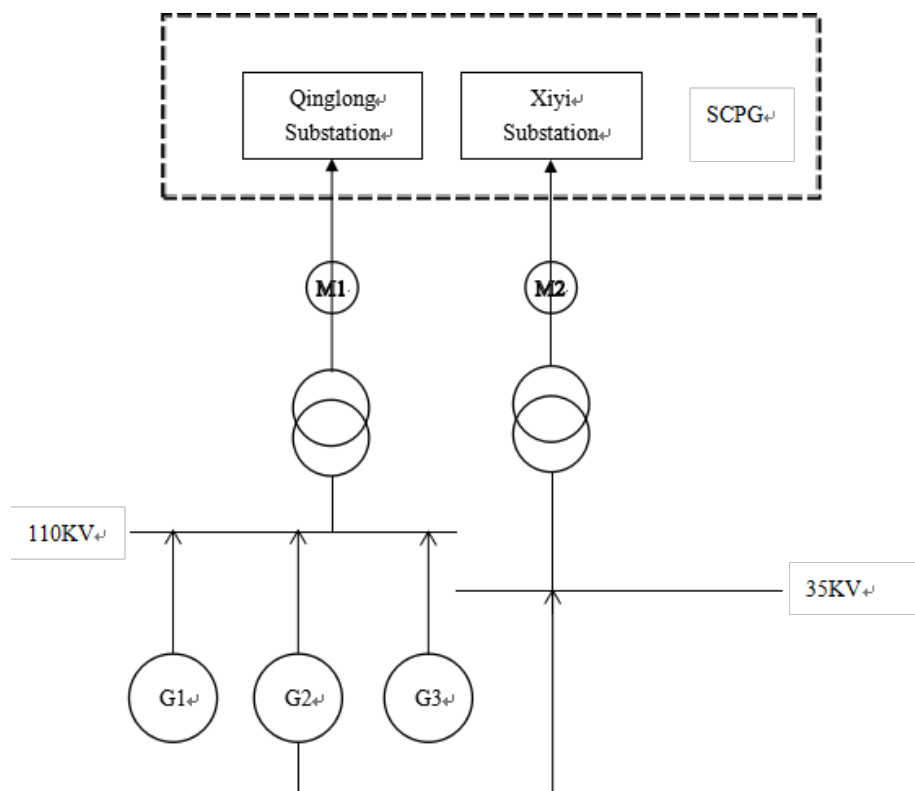 Qinglong↵
Substation↵
Xiyi↵
Substation↵
SCPG↵
M1
M2
110KV↵
35KV↵
G1↵
G2↵
G3↵